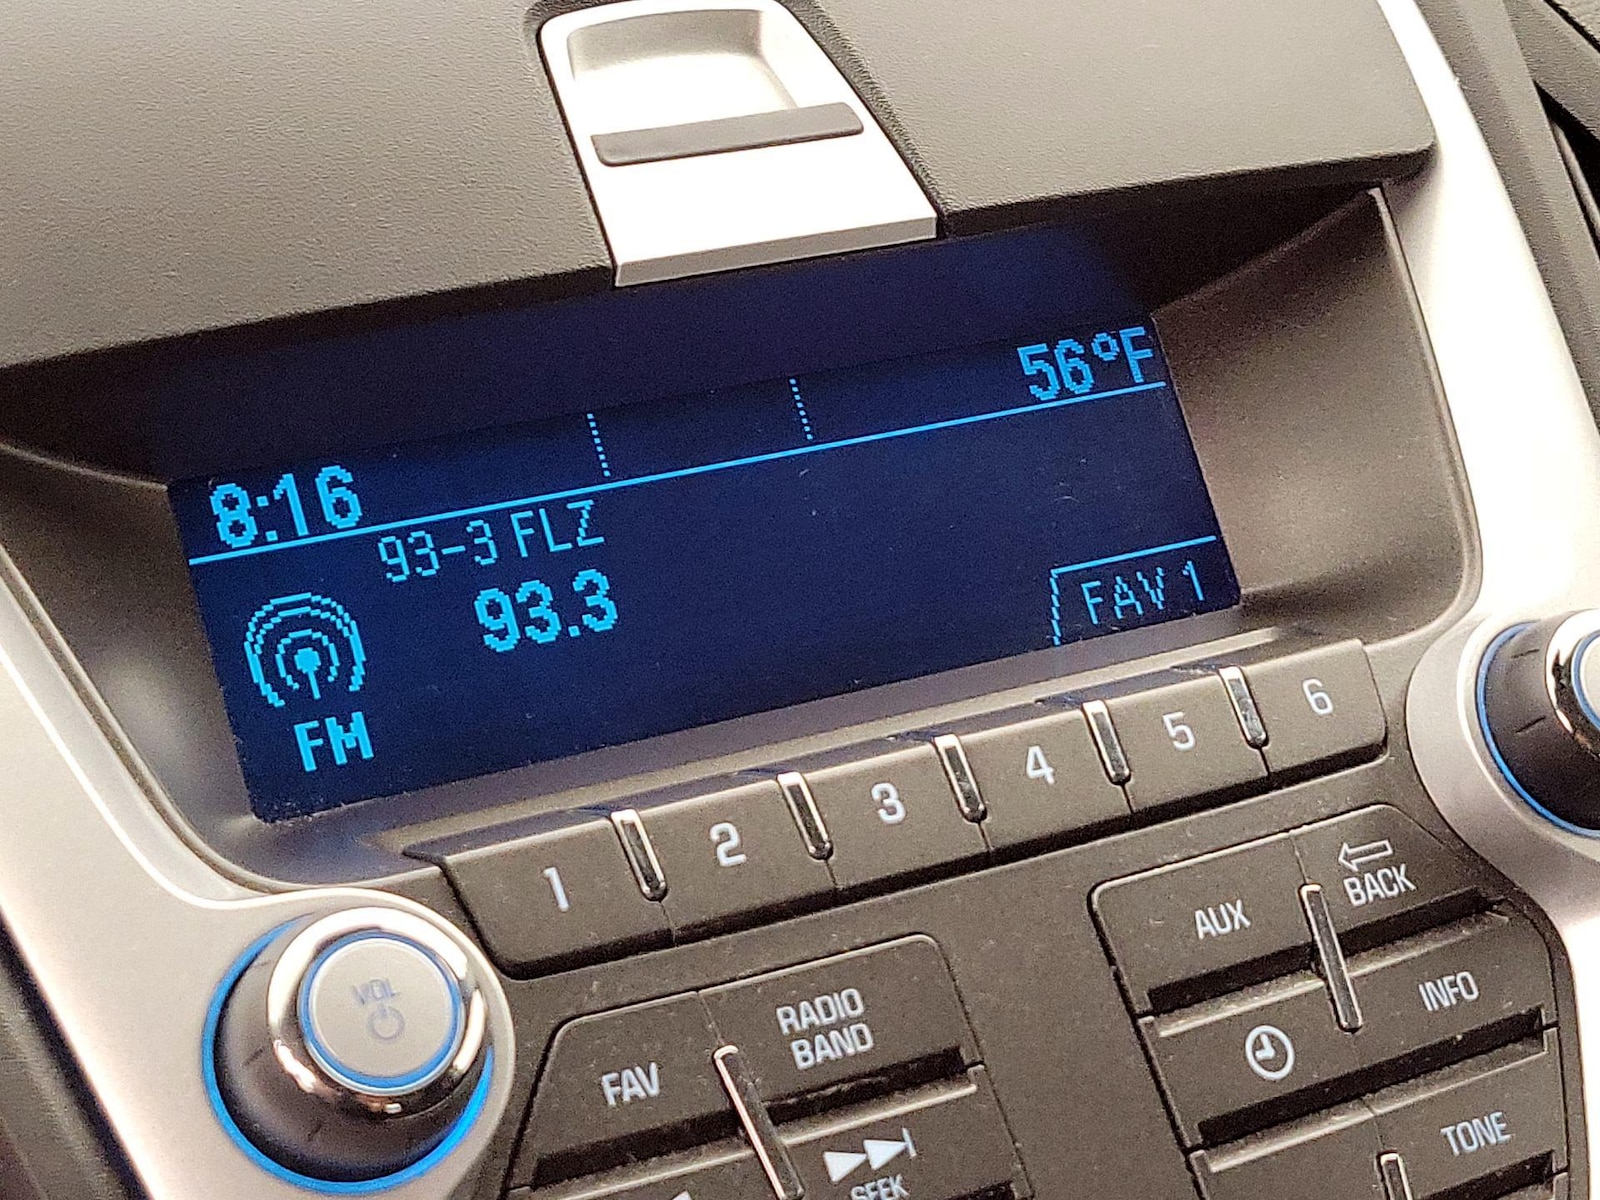 56°F
8:16
93-3 FLZ
93.3
FAV 1
FM
1 2 3 4 5 6
VOL
FAV
RADIO
BAND
SEEK
AUX
BACK
INFO
TONE